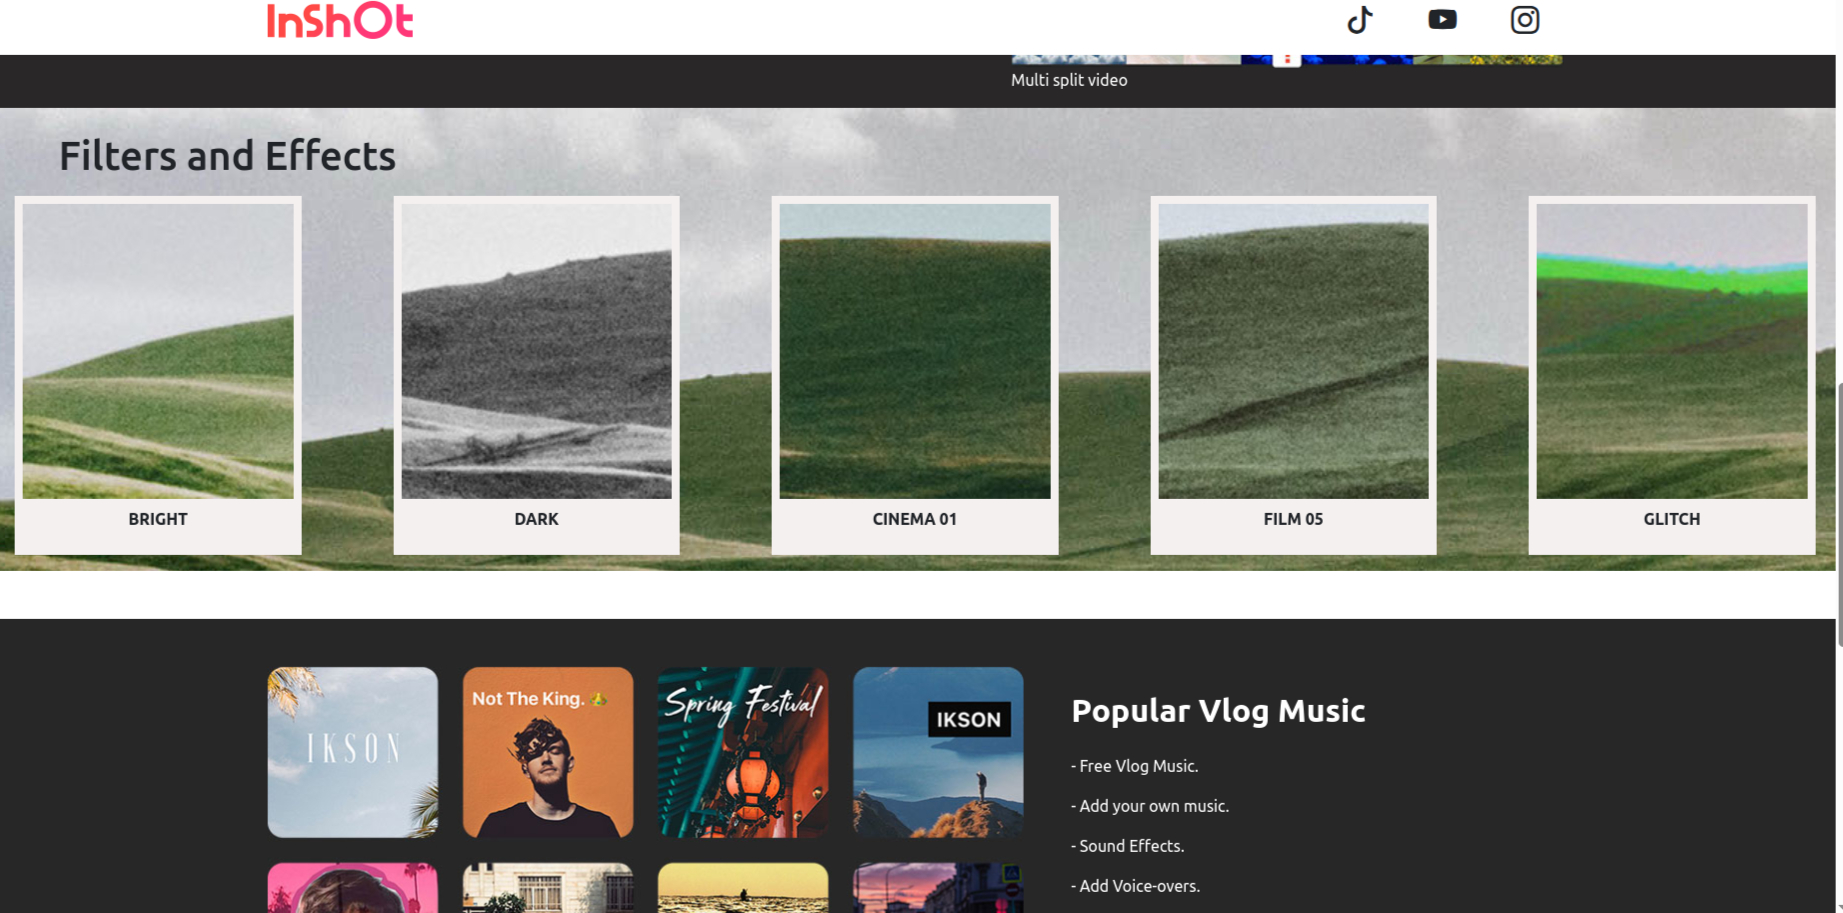 InShOt
Multi split video
Filters and Effects
BRIGHT
DARK
CINEMA 01
FILM 05
GLITCH
IKSON
Not The King.
Spring Festival
IKSON
Popular Vlog Music
- Free Vlog Music.
- Add your own music.
- Sound Effects.
- Add Voice-overs.